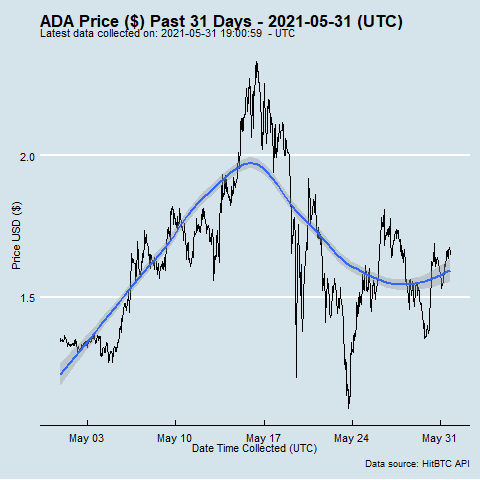 ADA Price ($) Past 31 Days - 2021-05-31 (UTC)
Latest data collected on: 2021-05-31 19:00:59 - UTC
2.0
Price USD ($)
1.5
May 03 May 10 May 17 May 24 May 31
Date Time Collected (UTC)
Data source: HitBTC API